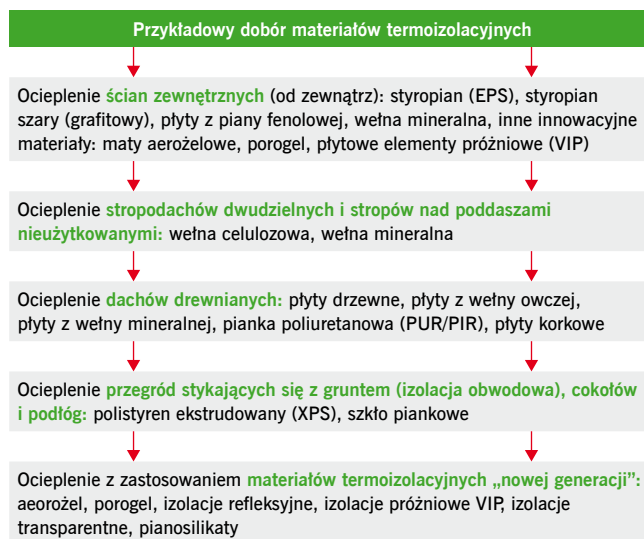 Przykładowy dobór materiałów termoizolacyjnych
Ocieplenie ścian zewnętrznych (od zewnątrz): styropian (EPS), styropian
szary (grafitowy), płyty z piany fenolowej, wełna mineralna, inne innowacyjne
materiały: maty aerożelowe, porogel, płytowe elementy próżniowe (VIP)
Ocieplenie stropodachów dwudzielnych i stropów nad poddaszami
nieużytkowanymi: wełna celulozowa, wełna mineralna
Ocieplenie dachów drewnianych: płyty drzewne, płyty z wełny owczej,
płyty z wełny mineralnej, pianka poliuretanowa (PUR/PIR), płyty korkowe
Ocieplenie przegród stykających się z gruntem (izolacja obwodowa), cokołów
i podłóg: polistyren ekstrudowany (XPS), szkło piankowe
Ocieplenie z zastosowaniem materiałów termoizolacyjnych „nowej generacji”:
aeorożel, porogel, izolacje refleksyjne, izolacje próżniowe VIP, izolacje
transparentne, pianosilikaty